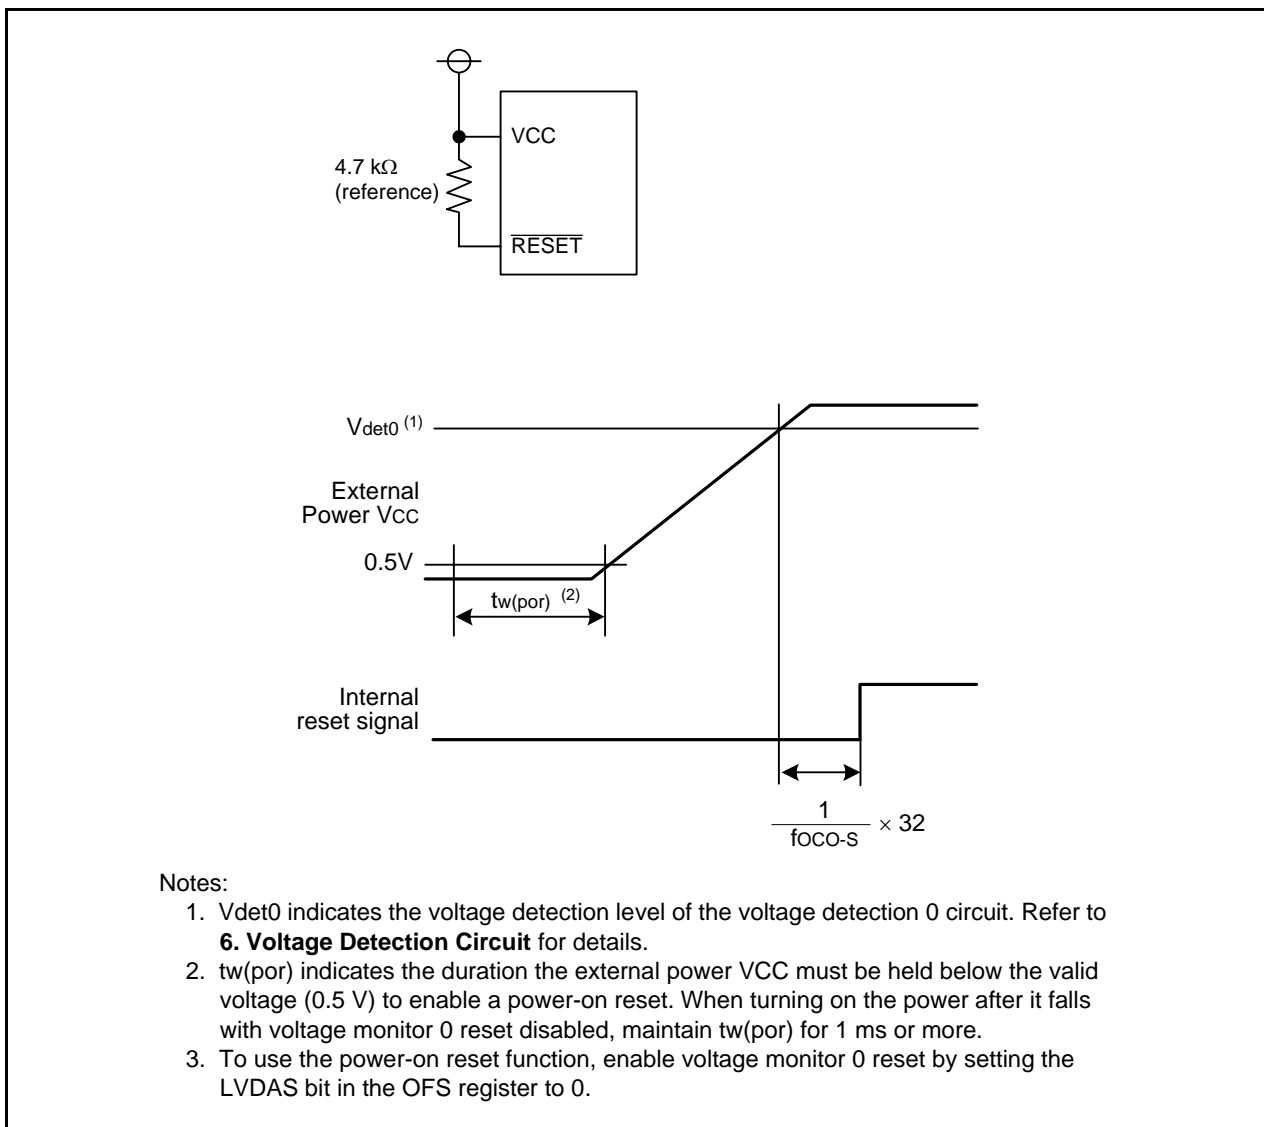 VCC
4.7 kΩ
(reference)
RESET
Vdet0 (1)
External
Power VCC
0.5V
tw(por) (2)
Internal
reset signal
1
fOCO-S
× 32
Notes:
1. Vdet0 indicates the voltage detection level of the voltage detection 0 circuit. Refer to
6. Voltage Detection Circuit for details.
2. tw(por) indicates the duration the external power VCC must be held below the valid
voltage (0.5 V) to enable a power-on reset. When turning on the power after it falls
with voltage monitor 0 reset disabled, maintain tw(por) for 1 ms or more.
3. To use the power-on reset function, enable voltage monitor 0 reset by setting the
LVDAS bit in the OFS register to 0.